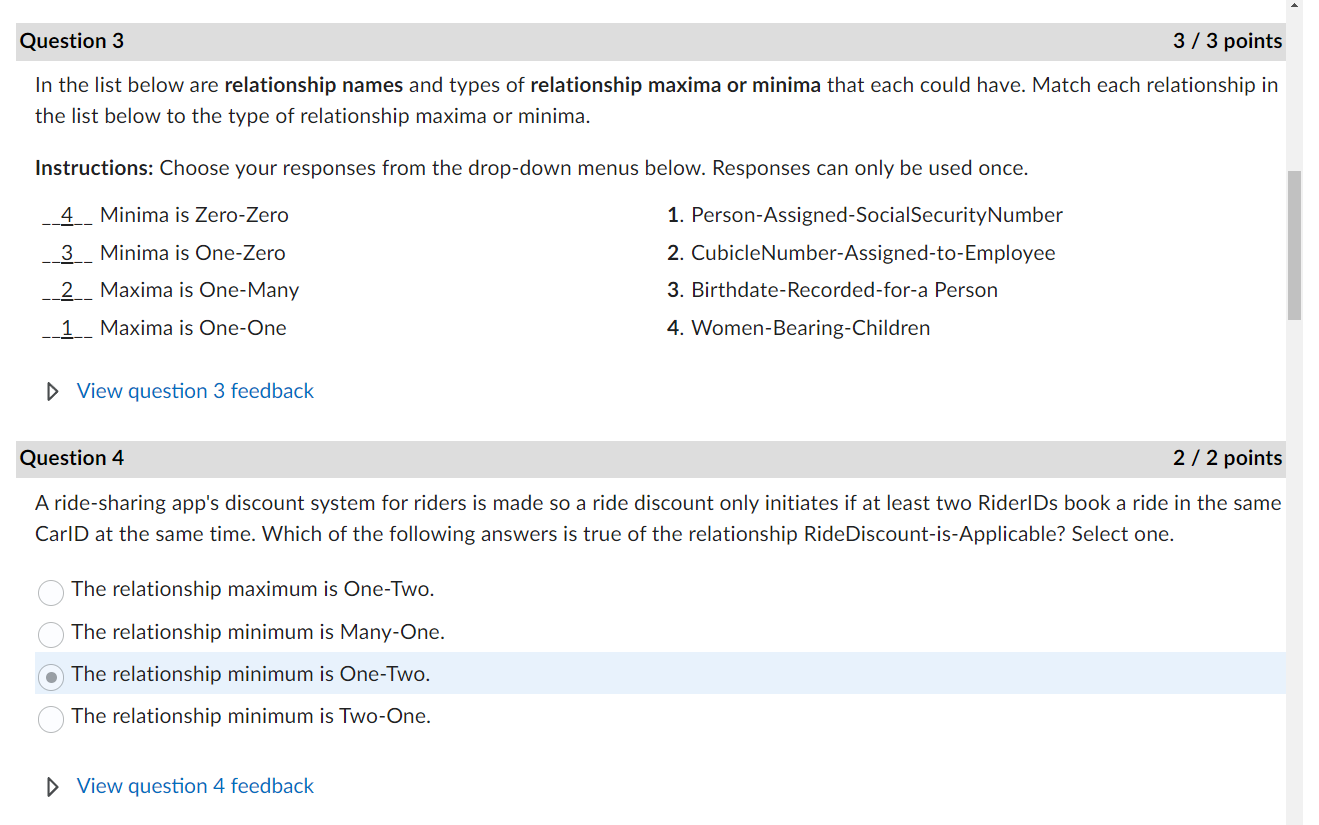 Question 3 3 / 3 points
In the list below are relationship names and types of relationship maxima or minima that each could have. Match each relationship in
the list below to the type of relationship maxima or minima.
Instructions: Choose your responses from the drop-down menus below. Responses can only be used once.
__4__ Minima is Zero-Zero 1. Person-Assigned-SocialSecurityNumber
__3__ Minima is One-Zero 2. CubicleNumber-Assigned-to-Employee
__2__ Maxima is One-Many 3. Birthdate-Recorded-for-a Person
__1__ Maxima is One-One 4. Women-Bearing-Children
View question 3 feedback
Question 4 2 / 2 points
A ride-sharing app's discount system for riders is made so a ride discount only initiates if at least two RiderIDs book a ride in the same
CarID at the same time. Which of the following answers is true of the relationship RideDiscount-is-Applicable? Select one.
The relationship maximum is One-Two.
The relationship minimum is Many-One.
The relationship minimum is One-Two.
The relationship minimum is Two-One.
View question 4 feedback